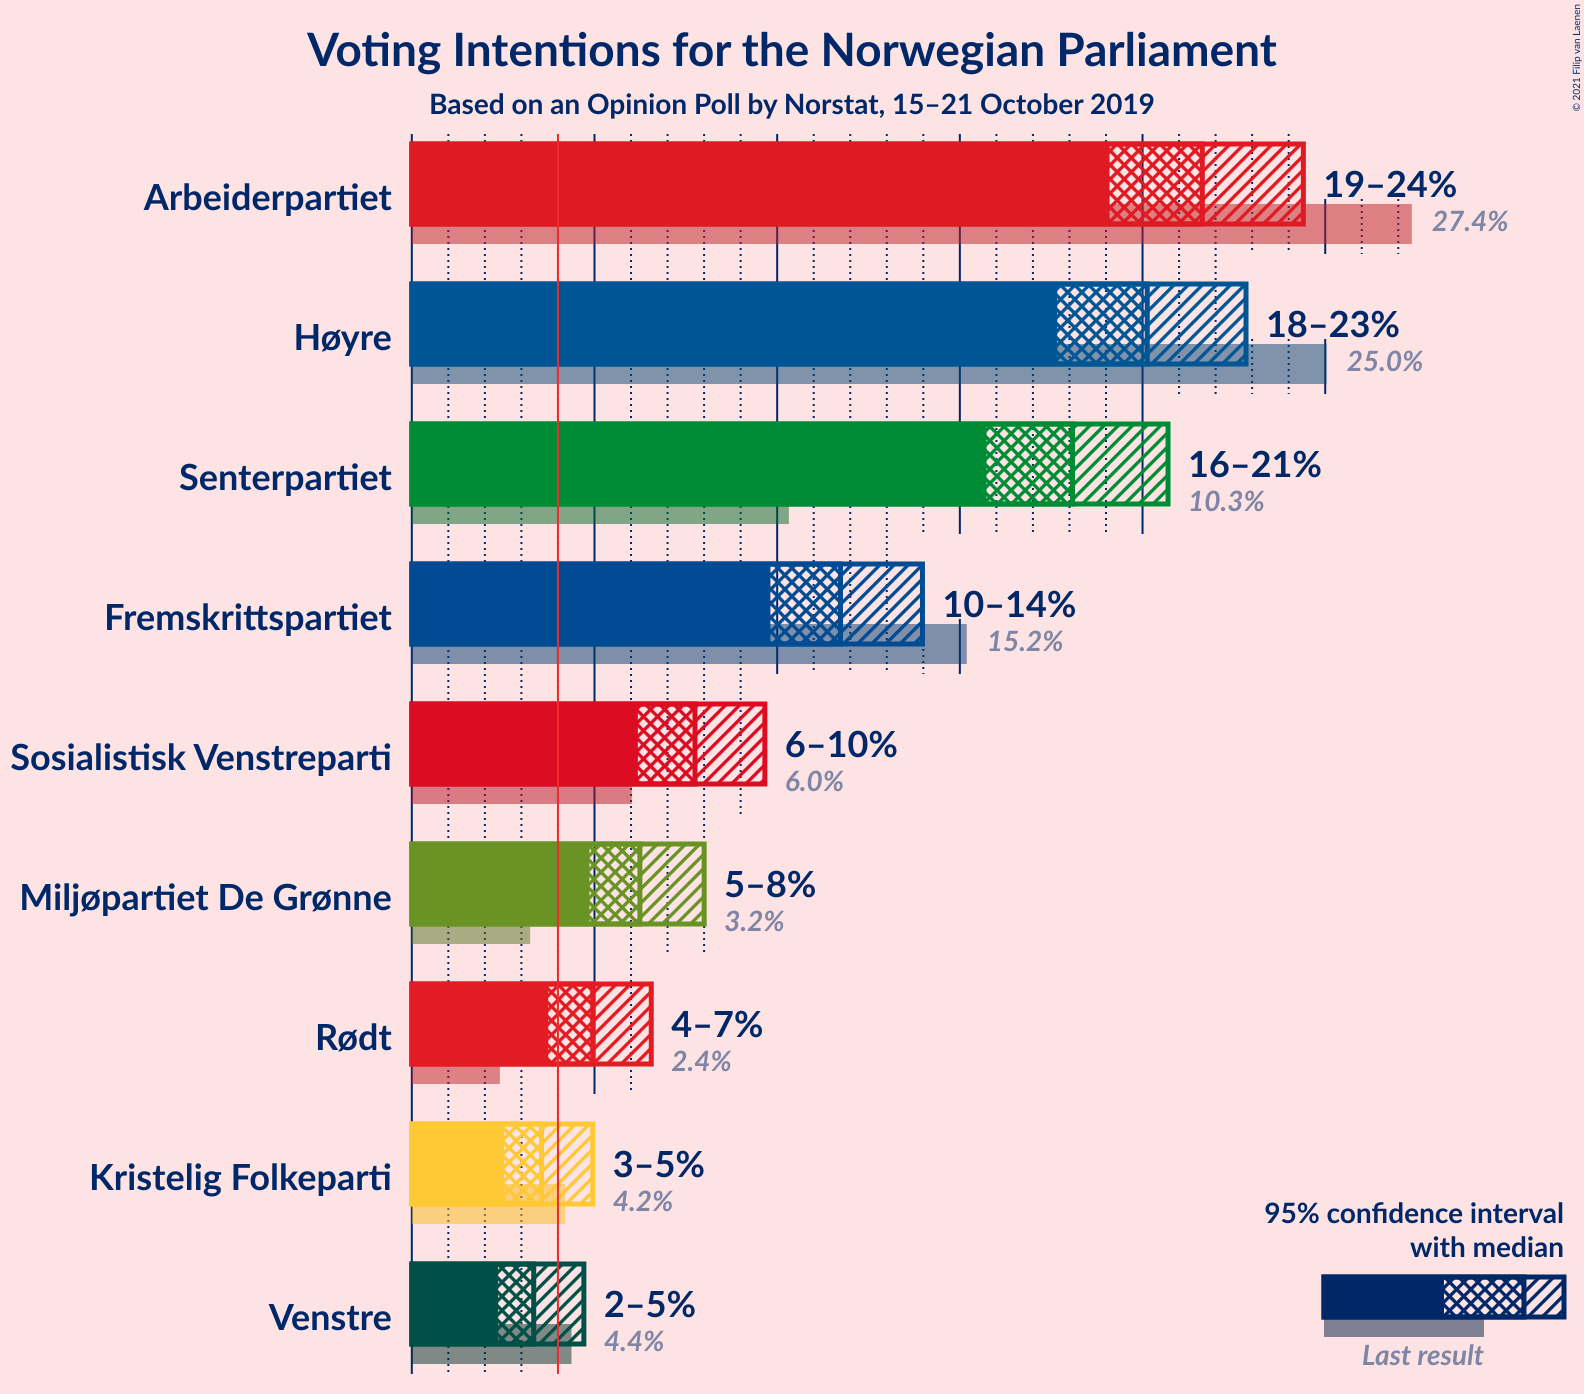 Voting Intentions for the Norwegian Parliament
Based on an Opinion Poll by Norstat, 15–21 October 2019
© 2021 Filip van Laenen
Arbeiderpartiet
19–24%
27.4%
Høyre
18–23%
25.0%
Senterpartiet
16–21%
10.3%
Fremskrittspartiet
10–14%
15.2%
Sosialistisk Venstreparti
6–10%
6.0%
Miljøpartiet De Grønne
5–8%
3.2%
Rødt
4–7%
2.4%
Kristelig Folkeparti
3–5%
4.2%
Venstre
2–5%
4.4%
95% confidence interval
with median
Last result